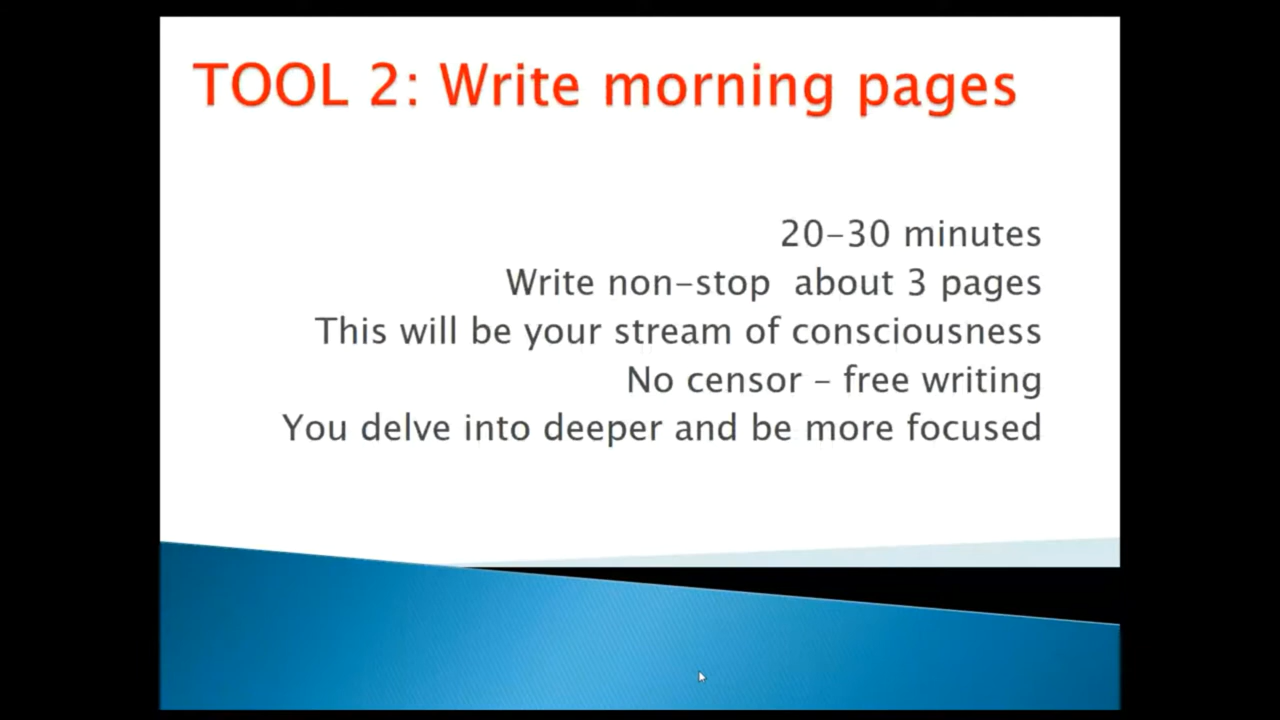 TOOL 2: Write morning pages
20-30 minutes
Write non-stop  about 3 pages
This will be your stream of consciousness
No censor – free writing
You delve into deeper and be more focused